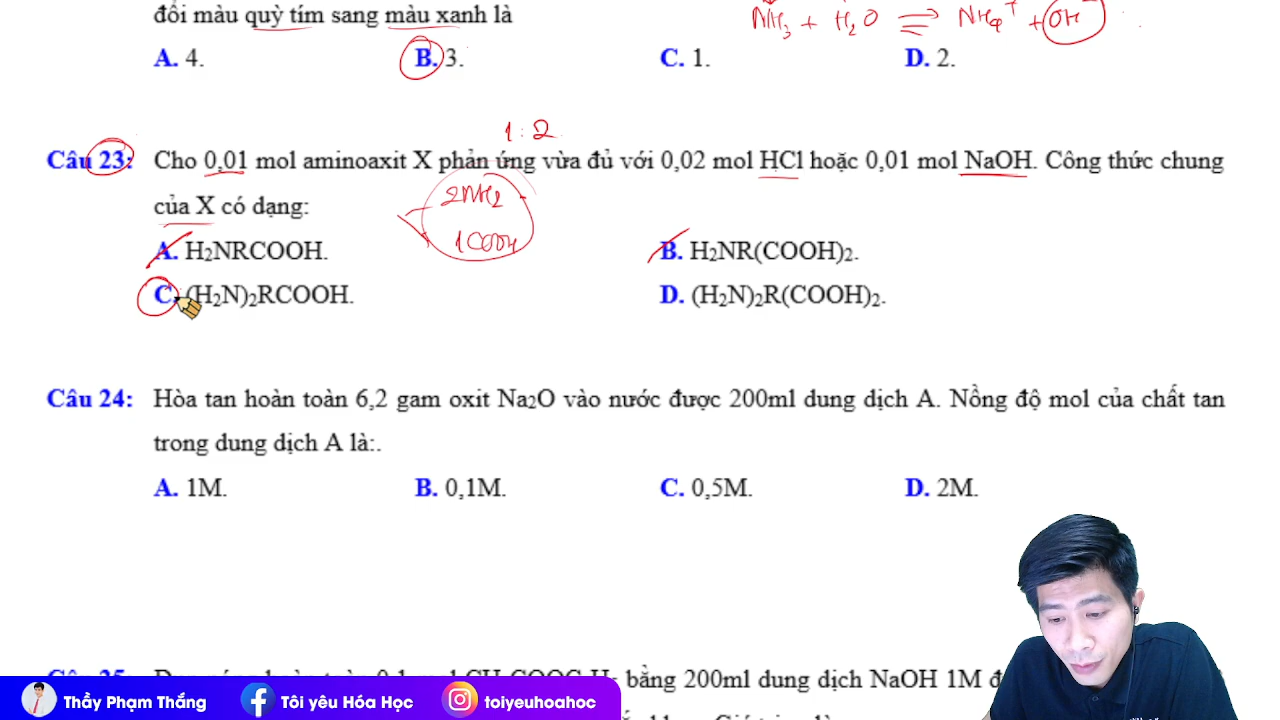 đổi màu quỳ tím sang màu xanh là
NH3 + H2O ⇌ NH4+ + OH-
A. 4. B. 3. C. 1. D. 2.
1 : 2
Câu 23: Cho 0,01 mol aminoaxit X phản ứng vừa đủ với 0,02 mol HCl hoặc 0,01 mol NaOH. Công thức chung
của X có dạng:
2NH2
1COOH
A. H2NRCOOH. B. H2NR(COOH)2.
C. (H2N)2RCOOH. D. (H2N)2R(COOH)2.
Câu 24: Hòa tan hoàn toàn 6,2 gam oxit Na2O vào nước được 200ml dung dịch A. Nồng độ mol của chất tan
trong dung dịch A là:.
A. 1M. B. 0,1M. C. 0,5M. D. 2M.
bằng 200ml dung dịch NaOH 1M
Thầy Phạm Thắng Tôi yêu Hóa Học toiyeuhoahoc